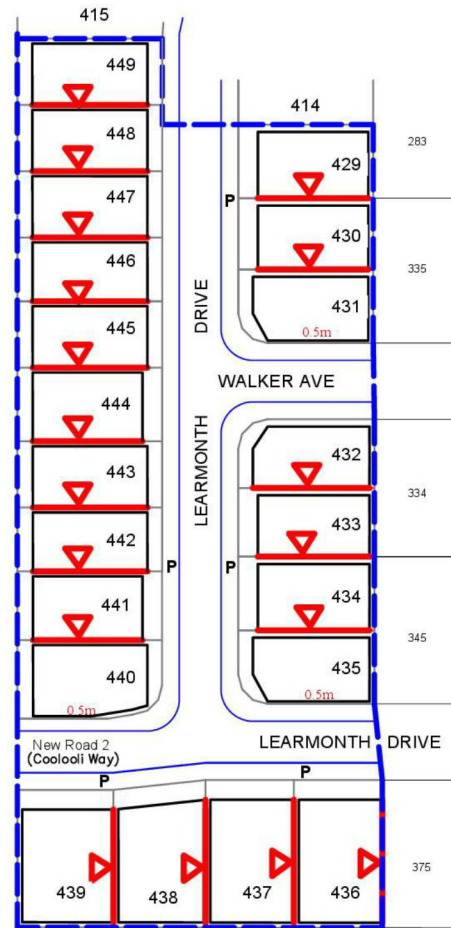 415
449
414
283
448
429
P
447
430
335
446
DRIVE
431
0.5m
445
WALKER AVE
444
432
LEARMONTH
334
443
433
442
P
P
434
441
345
440
435
0.5m
0.5m
LEARMONTH DRIVE
New Road 2
(Coolooli Way)
P
P
375
439
438
437
436